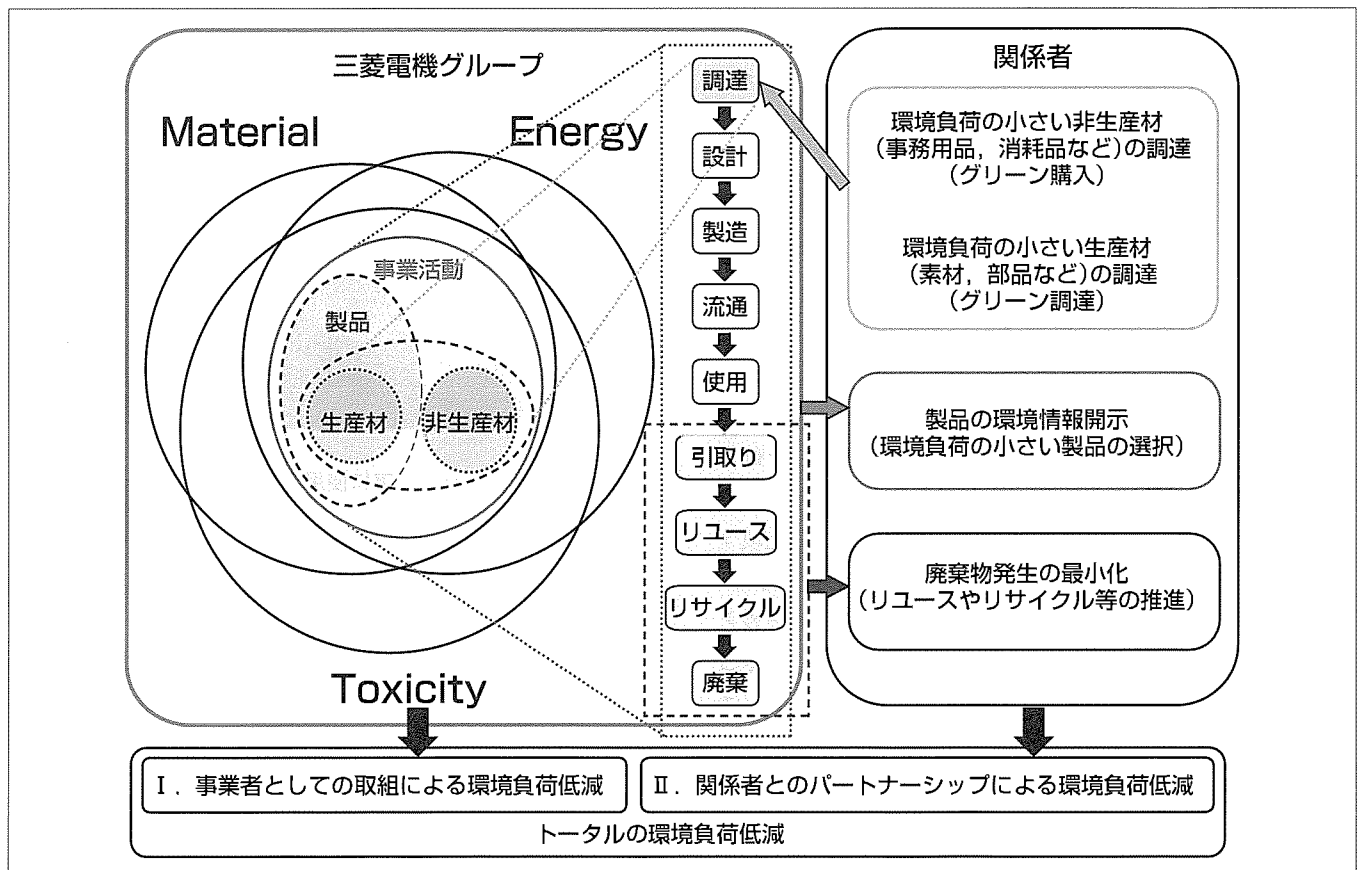 三菱電機グループ
Material
Energy
Toxicity
事業活動
製品
生産材
非生産材
調達
設計
製造
流通
使用
引取り
リユース
リサイクル
廃棄
関係者
環境負荷の小さい非生産材
(事務用品，消耗品など)の調達
(グリーン購入)
環境負荷の小さい生産材
(素材，部品など)の調達
(グリーン調達)
製品の環境情報開示
(環境負荷の小さい製品の選択)
廃棄物発生の最小化
(リユースやリサイクル等の推進)
Ⅰ．事業者としての取組による環境負荷低減
Ⅱ．関係者とのパートナーシップによる環境負荷低減
トータルの環境負荷低減